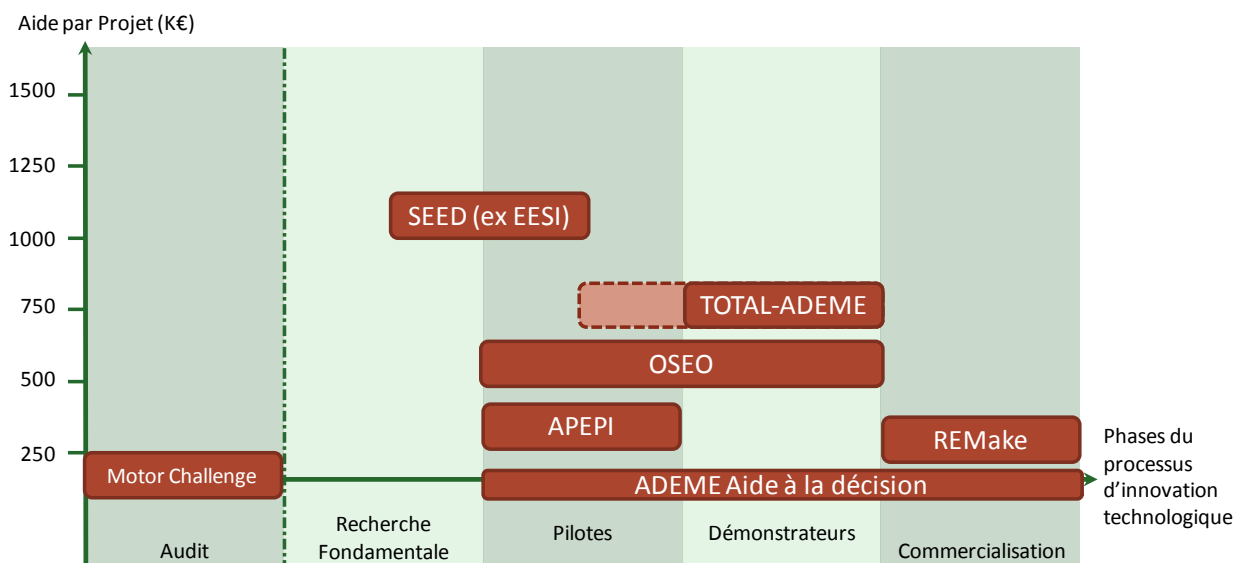 Aide par Projet (K€)
1500
1250
1000
750
500
250
SEED (ex EESI)
TOTAL-ADEME
OSEO
APEPI
REMake
Motor Challenge
ADEME Aide à la décision
Phases du
processus
d’innovation
technologique
Audit
Recherche
Fondamentale
Pilotes
Démonstrateurs
Commercialisation